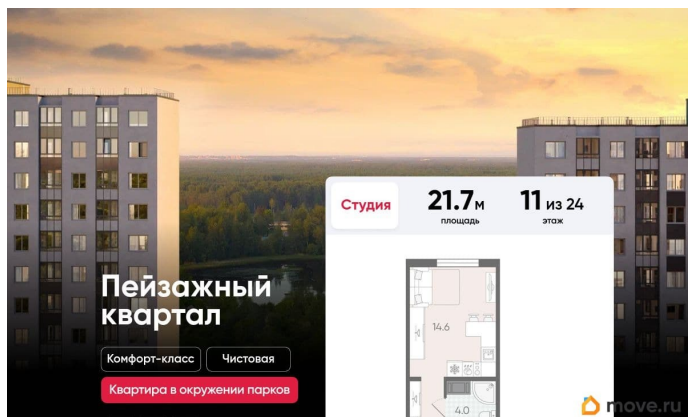 Студия
21.7м
площадь
11 из 24
этаж
Пейзажный
квартал
Комфорт-класс
Чистовая
Квартира в окружении парков
14.6
4.0
move.ru